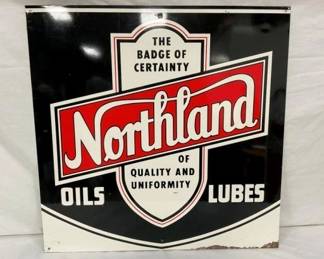 THE
BADGE OF
CERTAINTY
Northland
OF
QUALITY AND
UNIFORMITY
OILS LUBES